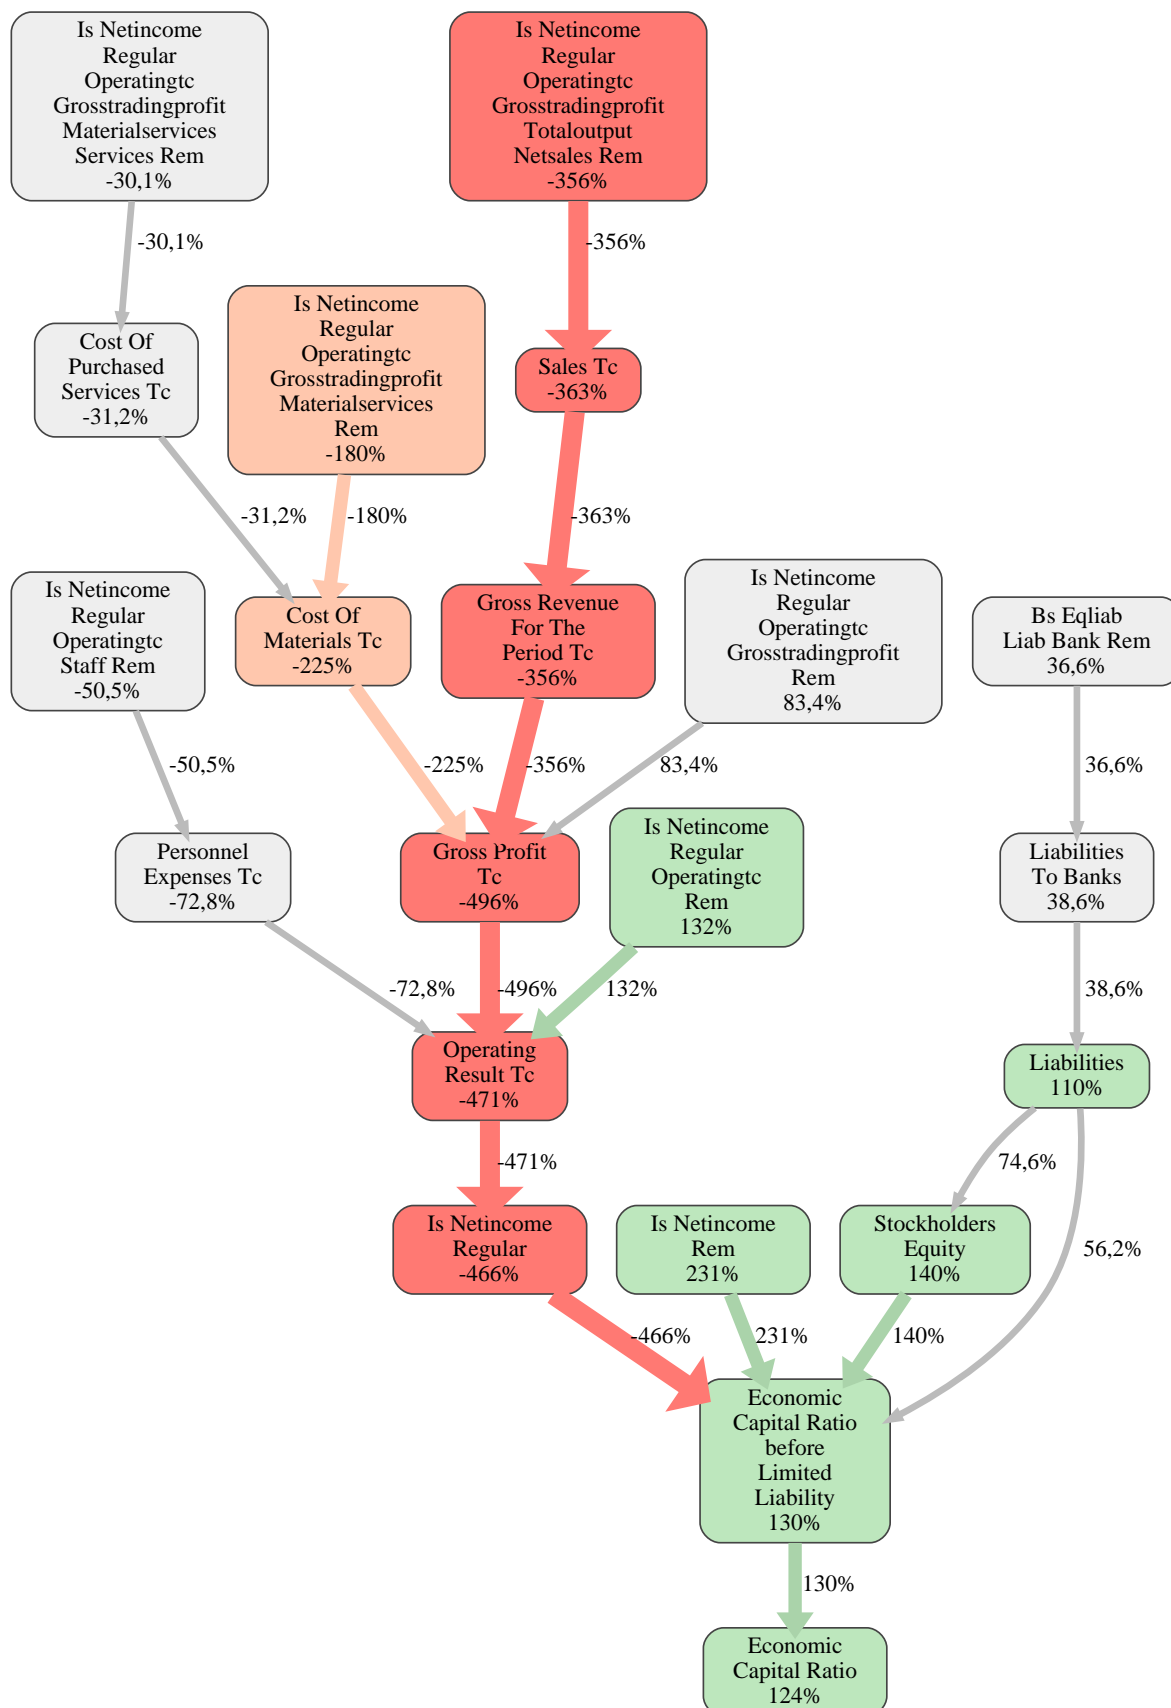 Is Netincome
Regular
Operatingtc
Grosstradingprofit
Materialservices
Services Rem
-30,1%
Is Netincome
Regular
Operatingtc
Grosstradingprofit
Totaloutput
Netsales Rem
-356%
-30,1%
-356%
Is Netincome
Regular
Operatingtc
Grosstradingprofit
Materialservices
Rem
-180%
Cost Of
Purchased
Services Tc
-31,2%
Sales Tc
-363%
-31,2%
-180%
-363%
Is Netincome
Regular
Operatingtc
Staff Rem
-50,5%
Cost Of
Materials Tc
-225%
Gross Revenue
For The
Period Tc
-356%
Is Netincome
Regular
Operatingtc
Grosstradingprofit
Rem
83,4%
Bs Eqliab
Liab Bank Rem
36,6%
-50,5%
-225%
-356%
83,4%
36,6%
Personnel
Expenses Tc
-72,8%
Gross Profit
Tc
-496%
Is Netincome
Regular
Operatingtc
Rem
132%
Liabilities
To Banks
38,6%
-72,8%
-496%
132%
38,6%
Operating
Result Tc
-471%
Liabilities
110%
-471%
74,6%
56,2%
Is Netincome
Regular
-466%
Is Netincome
Rem
231%
Stockholders
Equity
140%
-466%
231%
140%
Economic
Capital Ratio
before
Limited
Liability
130%
130%
Economic
Capital Ratio
124%